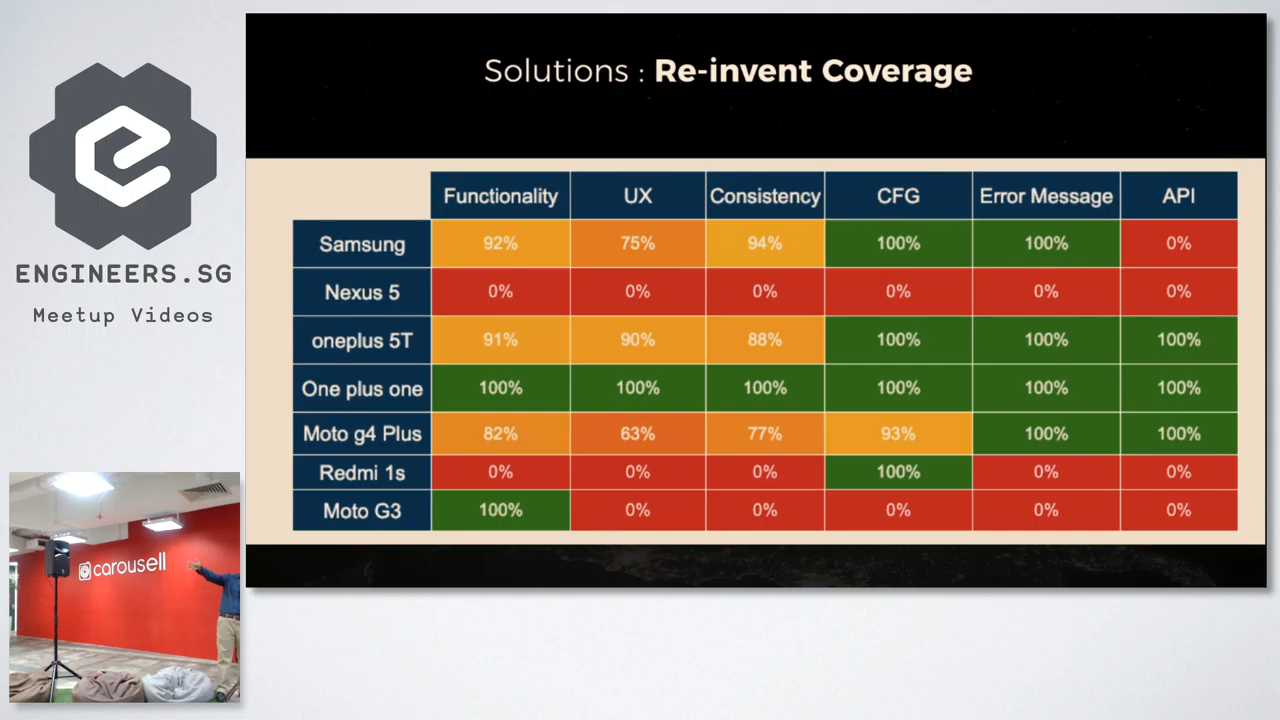 Solutions : Re-invent Coverage
ENGINEERS.SG
Meetup Videos
Functionality UX Consistency CFG Error Message API
Samsung 92% 75% 94% 100% 100% 0%
Nexus 5 0% 0% 0% 0% 0% 0%
oneplus 5T 91% 90% 88% 100% 100% 100%
One plus one 100% 100% 100% 100% 100% 100%
Moto g4 Plus 82% 63% 77% 93% 100% 100%
Redmi 1s 0% 0% 0% 100% 0% 0%
Moto G3 100% 0% 0% 0% 0% 0%
carousell